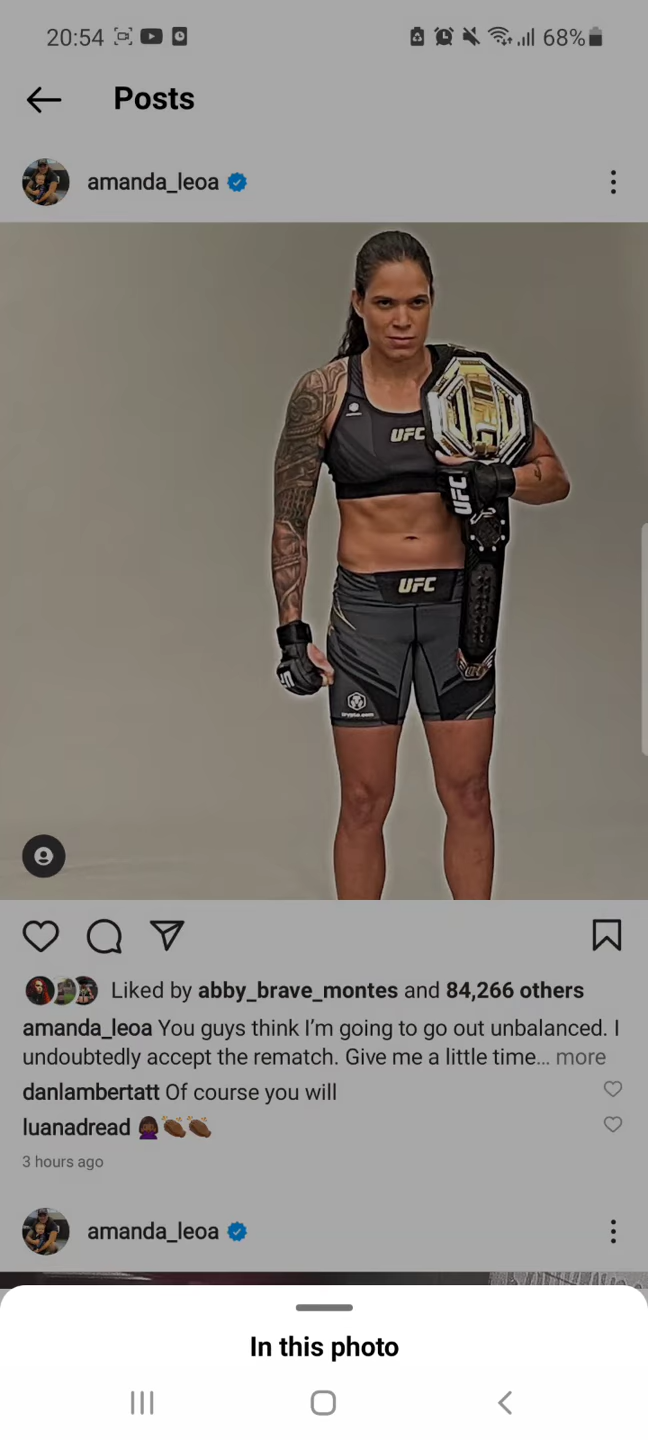 20:54 68%
Posts
amanda_leoa
UFC
UFC
UFC
crypto.com
Liked by abby_brave_montes and 84,266 others
amanda_leoa You guys think I'm going to go out unbalanced. I
undoubtedly accept the rematch. Give me a little time... more
danlambertatt Of course you will
luanadread 🙅🏾‍♀️👏🏾👏🏾
3 hours ago
amanda_leoa
In this photo